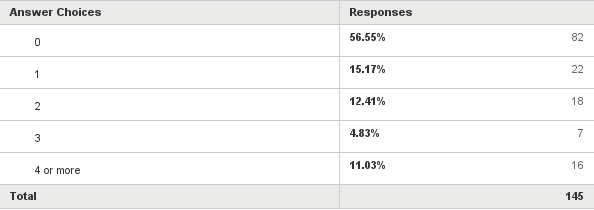 Answer Choices Responses
0 56.55% 82
1 15.17% 22
2 12.41% 18
3 4.83% 7
4 or more 11.03% 16
Total 145